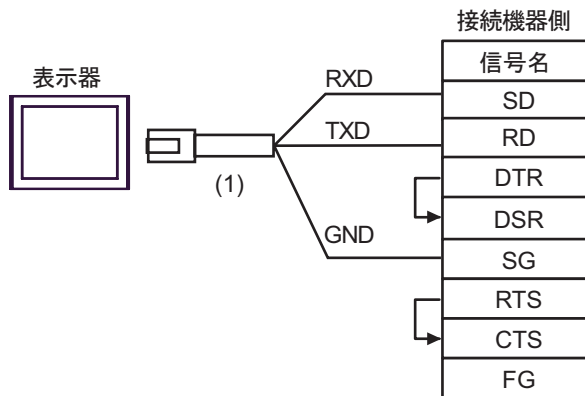 接続機器側
表示器
信号名
RXD
SD
TXD
RD
(1)
DTR
DSR
GND
SG
RTS
CTS
FG